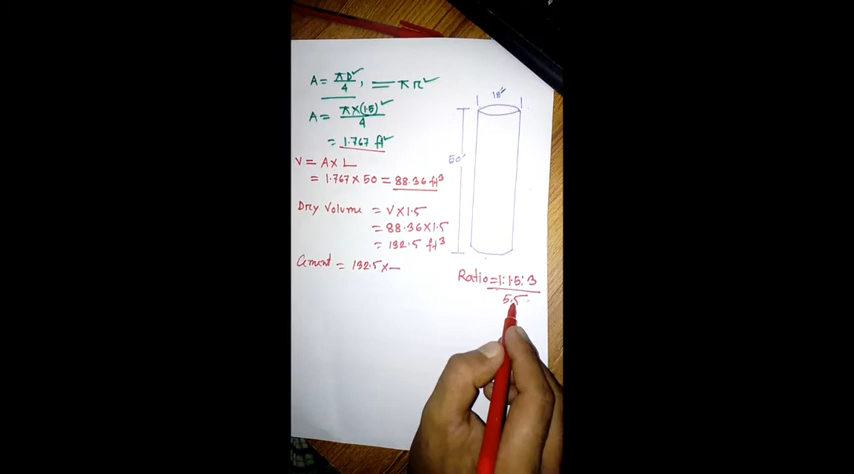 A = πD²/4, = πr²
A = π×(1.5)²/4
= 1.767 ft²
V = A × L
= 1.767 × 50 = 88.36 ft³
Dry Volume = V × 1.5
= 88.36 × 1.5
= 132.5 ft³
Cement = 132.5 ×
18"
50'
Ratio = 1:1.5:3
5.5